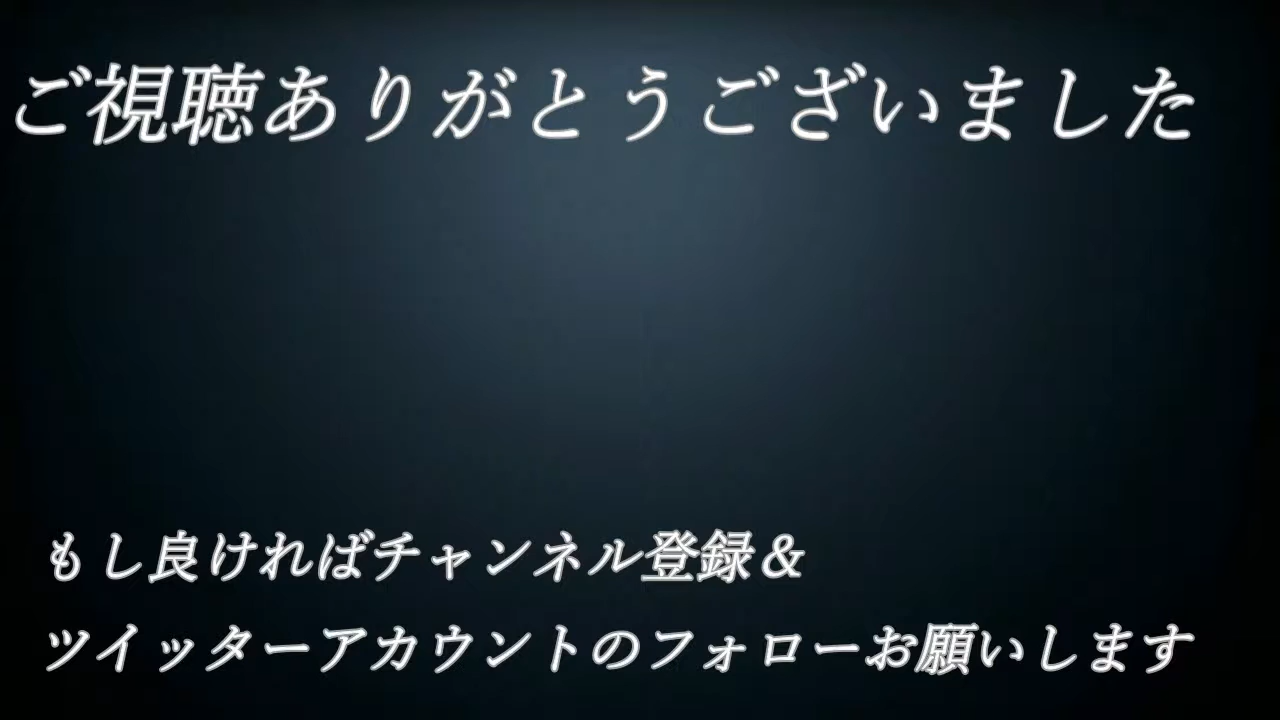 ご視聴ありがとうございました
もし良ければチャンネル登録＆
ツイッターアカウントのフォローお願いします